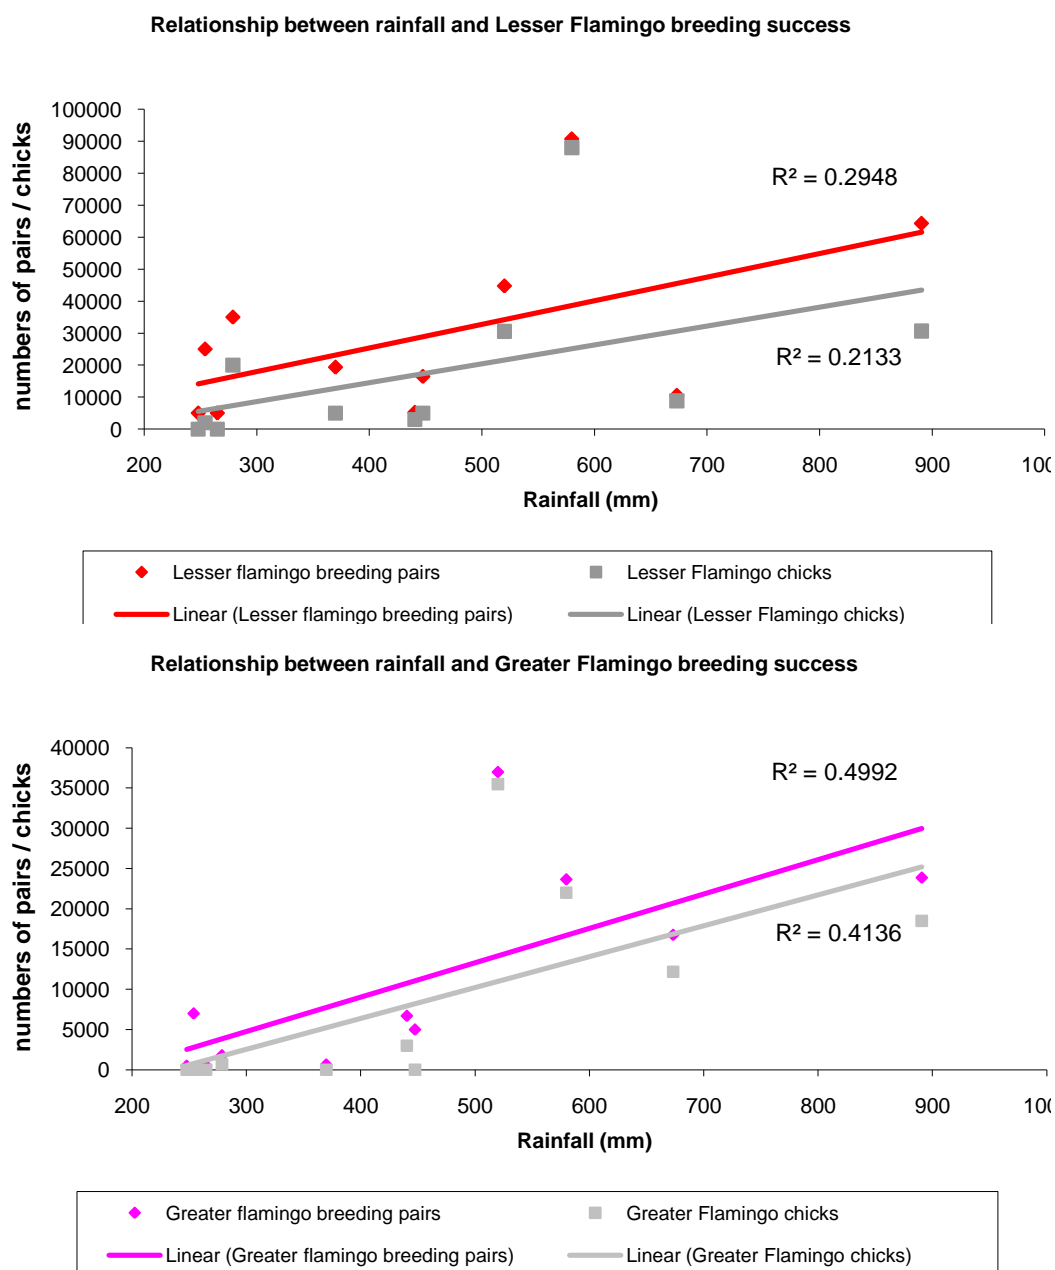 Relationship between rainfall and Lesser Flamingo breeding success
numbers of pairs / chicks
100000
90000
80000
70000
60000
50000
40000
30000
20000
10000
0
R² = 0.2948
R² = 0.2133
200 300 400 500 600 700 800 900 100
Rainfall (mm)
Lesser flamingo breeding pairs Lesser Flamingo chicks
Linear (Lesser flamingo breeding pairs) Linear (Lesser Flamingo chicks)
Relationship between rainfall and Greater Flamingo breeding success
numbers of pairs / chicks
40000
35000
30000
25000
20000
15000
10000
5000
0
R² = 0.4992
R² = 0.4136
200 300 400 500 600 700 800 900 100
Rainfall (mm)
Greater flamingo breeding pairs Greater Flamingo chicks
Linear (Greater flamingo breeding pairs) Linear (Greater Flamingo chicks)